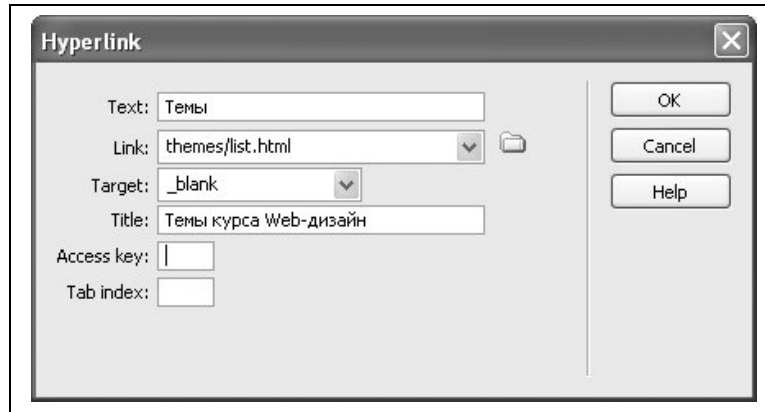 Hyperlink
Text: Темы
OK
Link: themes/list.html
Cancel
Target: _blank
Help
Title: Темы курса Web-дизайн
Access key:
Tab index: